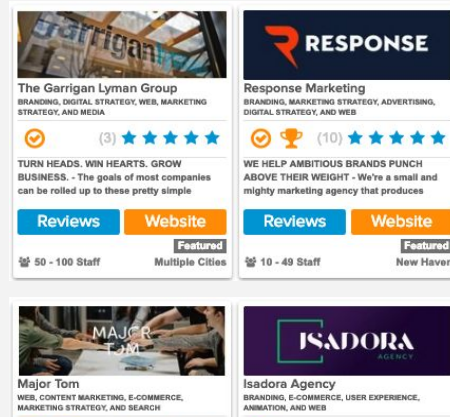 Garrigan
The Garrigan Lyman Group
BRANDING, DIGITAL STRATEGY, WEB, MARKETING
STRATEGY, AND MEDIA
(3)
TURN HEADS. WIN HEARTS. GROW
BUSINESS. - The goals of most companies
can be rolled up to these pretty simple
Reviews Website
Featured
50 - 100 Staff Multiple Cities
RESPONSE
Response Marketing
BRANDING, MARKETING STRATEGY, ADVERTISING,
DIGITAL STRATEGY, AND WEB
(10)
WE HELP AMBITIOUS BRANDS PUNCH
ABOVE THEIR WEIGHT - We're a small and
mighty marketing agency that produces
Reviews Website
Featured
10 - 49 Staff New Haven
MAJOR
TOM
Major Tom
WEB, CONTENT MARKETING, E-COMMERCE,
MARKETING STRATEGY, AND SEARCH
ISADORA
AGENCY
Isadora Agency
BRANDING, E-COMMERCE, USER EXPERIENCE,
ANIMATION, AND WEB